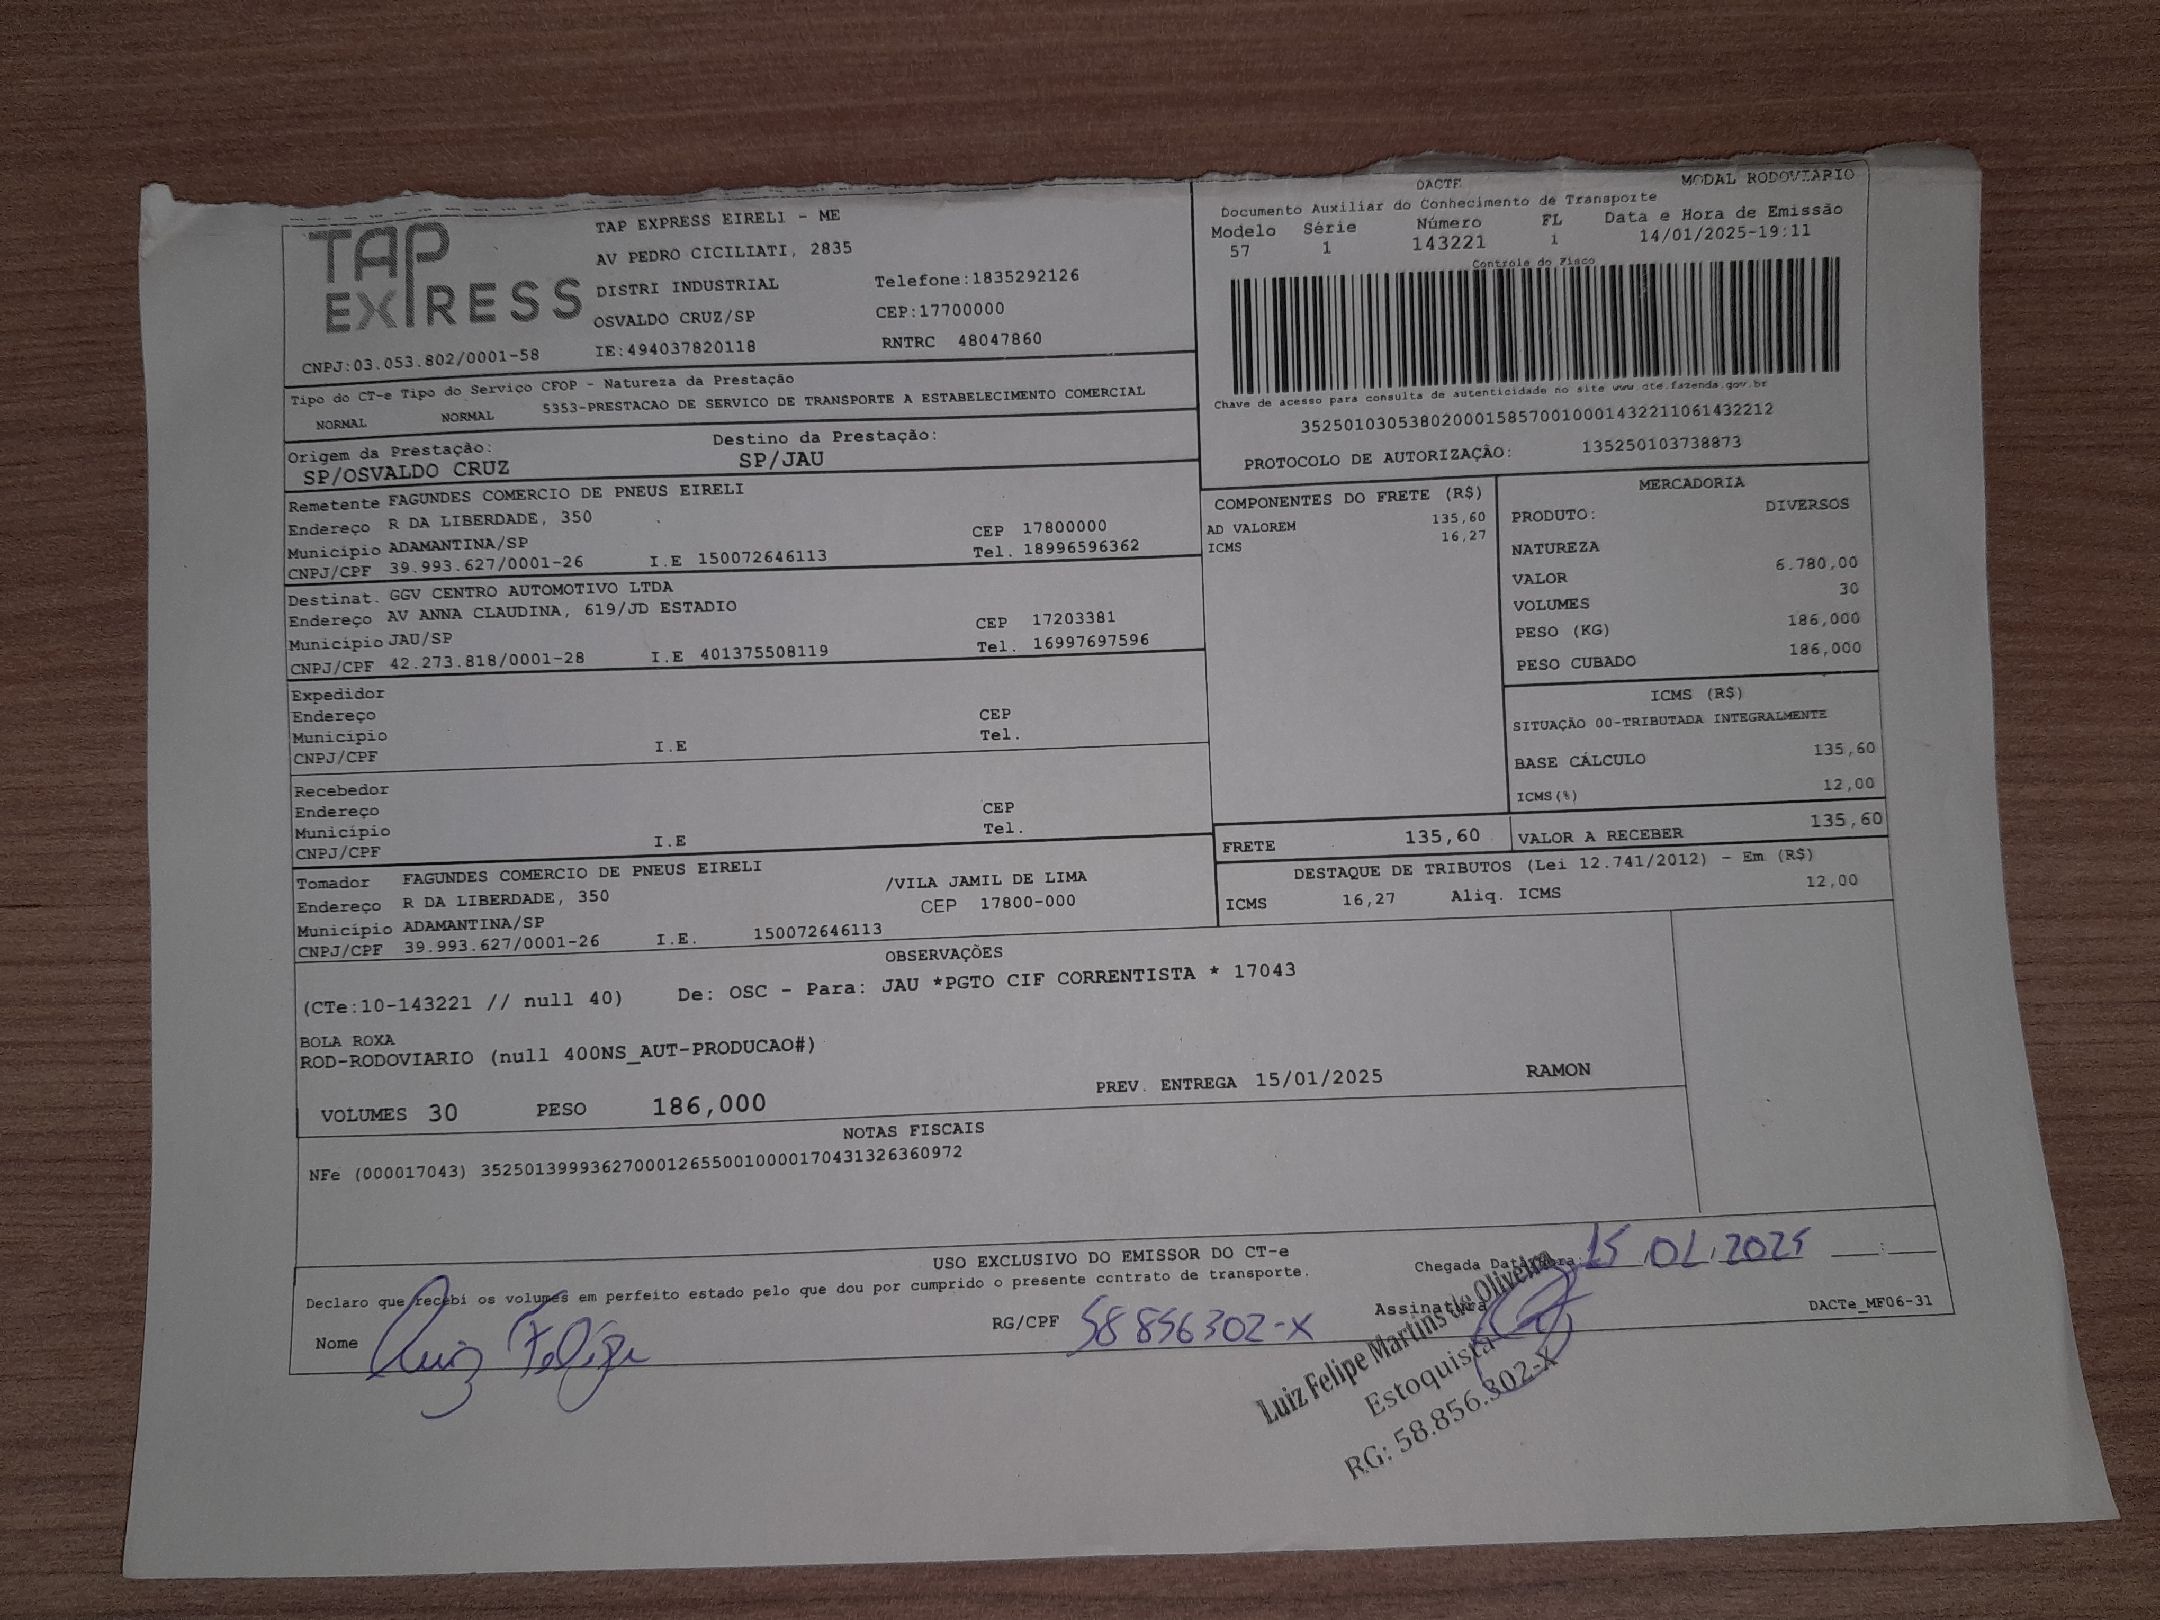 TAP
EXPRESS
TAP EXPRESS EIRELI - ME
AV PEDRO CICILIATI, 2835
DISTRI INDUSTRIAL Telefone:1835292126
OSVALDO CRUZ/SP CEP:17700000
CNPJ:03.053.802/0001-58 IE:494037820118 RNTRC 48047860
DACTE MODAL RODOVIÁRIO
Documento Auxiliar do Conhecimento de Transporte
Modelo Série Número FL Data e Hora de Emissão
57 1 143221 1 14/01/2025-19:11
Controle do Fisco
Chave de acesso para consulta de autenticidade no site www.cte.fazenda.gov.br
35250103053802000158570010001432211061432212
PROTOCOLO DE AUTORIZAÇÃO: 135250103738873
Tipo do CT-e Tipo do Serviço CFOP - Natureza da Prestação
NORMAL NORMAL 5353-PRESTACAO DE SERVICO DE TRANSPORTE A ESTABELECIMENTO COMERCIAL
Origem da Prestação: Destino da Prestação:
SP/OSVALDO CRUZ SP/JAU
Remetente FAGUNDES COMERCIO DE PNEUS EIRELI
Endereço R DA LIBERDADE, 350 CEP 17800000
Município ADAMANTINA/SP Tel. 18996596362
CNPJ/CPF 39.993.627/0001-26 I.E 150072646113
Destinat. GGV CENTRO AUTOMOTIVO LTDA
Endereço AV ANNA CLAUDINA, 619/JD ESTADIO CEP 17203381
Município JAU/SP Tel. 16997697596
CNPJ/CPF 42.273.818/0001-28 I.E 401375508119
Expedidor
Endereço CEP
Município Tel.
CNPJ/CPF I.E
Recebedor
Endereço CEP
Município Tel.
CNPJ/CPF I.E
Tomador FAGUNDES COMERCIO DE PNEUS EIRELI
Endereço R DA LIBERDADE, 350 /VILA JAMIL DE LIMA
Município ADAMANTINA/SP CEP 17800-000
CNPJ/CPF 39.993.627/0001-26 I.E. 150072646113
COMPONENTES DO FRETE (R$)
AD VALOREM 135,60
ICMS 16,27
MERCADORIA
PRODUTO: DIVERSOS
NATUREZA
VALOR 6.780,00
VOLUMES 30
PESO (KG) 186,000
PESO CUBADO 186,000
ICMS (R$)
SITUAÇÃO 00-TRIBUTADA INTEGRALMENTE
BASE CÁLCULO 135,60
ICMS(%) 12,00
FRETE 135,60 VALOR A RECEBER 135,60
DESTAQUE DE TRIBUTOS (Lei 12.741/2012) - Em (R$)
ICMS 16,27 Aliq. ICMS 12,00
OBSERVAÇÕES
(CTe:10-143221 // null 40) De: OSC - Para: JAU *PGTO CIF CORRENTISTA * 17043
BOLA ROXA
ROD-RODOVIARIO (null 400NS_AUT-PRODUCAO#)
VOLUMES 30 PESO 186,000 PREV. ENTREGA 15/01/2025 RAMON
NOTAS FISCAIS
NFe (000017043) 35250139993627000126550010000170431326360972
USO EXCLUSIVO DO EMISSOR DO CT-e
Declaro que recebi os volumes em perfeito estado pelo que dou por cumprido o presente contrato de transporte.
Chegada Data/Hora: 15.01.2025 ___:___
Nome Luiz Felipe RG/CPF 58856302-X Assinatura DACTe_MF06-31
Luiz Felipe Martins de Oliveira
Estoquista
RG: 58.856.302-X